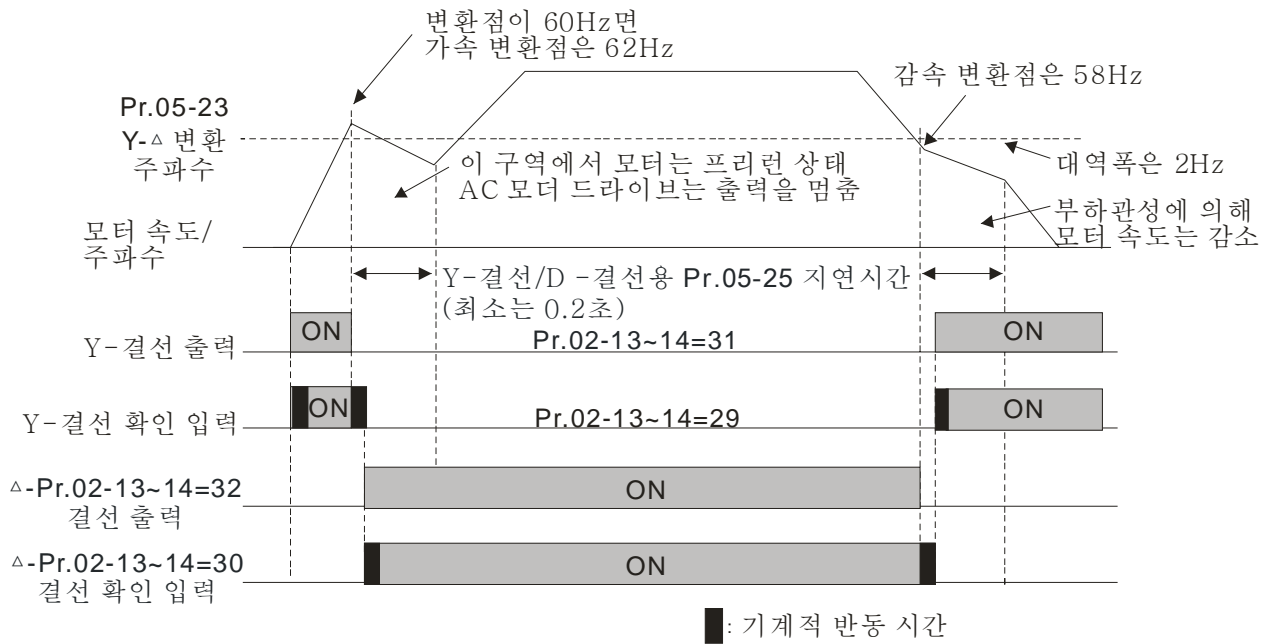 변환점이 60Hz면
가속 변환점은 62Hz
감속 변환점은 58Hz
Pr.05-23
Y-△ 변환
주파수
이 구역에서 모터는 프리런 상태
AC 모더 드라이브는 출력을 멈춤
대역폭은 2Hz
모터 속도/
주파수
부하관성에 의해
모터 속도는 감소
Y-결선/D -결선용 Pr.05-25 지연시간
(최소는 0.2초)
Y-결선 출력
ON
Pr.02-13~14=31
ON
Y-결선 확인 입력
ON
Pr.02-13~14=29
ON
△-Pr.02-13~14=32
결선 출력
ON
△-Pr.02-13~14=30
결선 확인 입력
ON
: 기계적 반동 시간